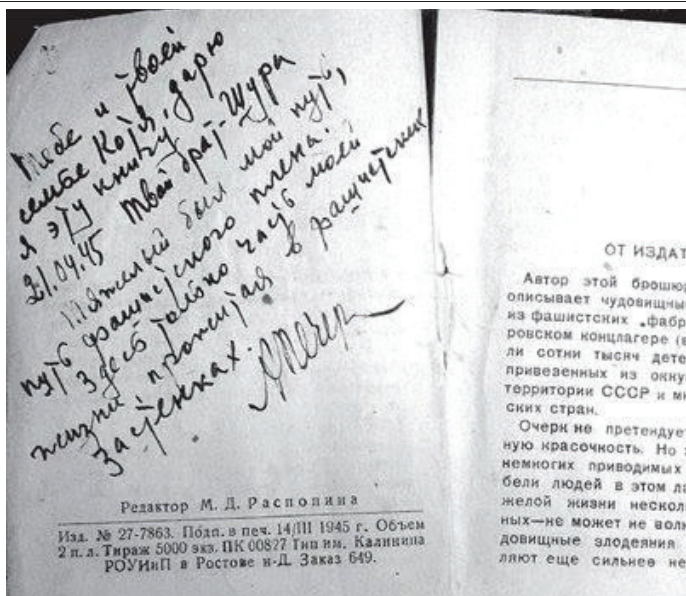 Тебе и твоей
семье Котя, дарю
я эту книгу
21.04.45 Твой брат-Шура
Тяжелый был мой путь,
путь фашистского плена.
Здесь только часть моей
жизни прожитая в фашистских
застенках. АПечер
Редактор М. Д. Распопина
Изд. № 27-7863. Подп. в печ. 14/III 1945 г. Объем
2 п. л. Тираж 5000 экз. ПК 00827 Тип им. Калинина
РОУИиП в Ростове н-Д. Заказ 649.
ОТ ИЗДАТ
Автор этой брошюр
описывает чудовищны
из фашистских „фабр
ровском концлагере (в
ли сотни тысяч дете
привезенных из окку
территории СССР и мн
ских стран.
Очерк не претендует
ную красочность. Но
немногих приводимых
бели людей в этом ла
желой жизни нескол
ных—не может не волн
довищные злодеяния
ляют еще сильнее не